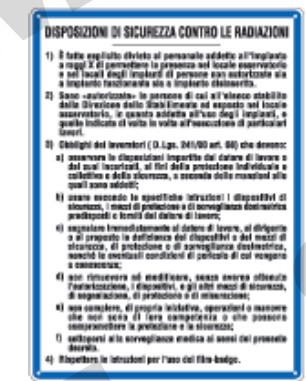 DISPOSIZIONI DI SICUREZZA CONTRO LE RADIAZIONI
1) È fatto esplicito divieto al personale addetto all'impianto
a raggi X di permettere la presenza nel locale osservatorio
e nei locali degli impianti di persone non autorizzate sia
a impianto funzionante sia a impianto disinserito.
2) Sono «autorizzate» le persone di cui all'elenco stabilito
dalla Direzione dello Stabilimento ed esposto nel locale
osservatorio, in quanto addette all'uso degli impianti, e
quelle indicate di volta in volta all'esecuzione di particolari
lavori.
3) Obblighi dei lavoratori ( D.Lgs. 241/00 art. 68) che devono:
a) osservare le disposizioni impartite dal datore di lavoro o
dai suoi incaricati, ai fini della protezione individuale e
collettiva e della sicurezza, a seconda delle mansioni alle
quali sono addetti;
b) usare secondo le specifiche istruzioni i dispositivi di
sicurezza, i mezzi di protezione e di sorveglianza dosimetrica
predisposti o forniti dal datore di lavoro;
c) segnalare immediatamente al datore di lavoro, al dirigente
o al preposto le deficienze dei dispositivi e dei mezzi di
sicurezza, di protezione e di sorveglianza dosimetrica,
nonché le eventuali condizioni di pericolo di cui vengono
a conoscenza;
d) non rimuovere né modificare, senza averne ottenuto
l'autorizzazione, i dispositivi, e gli altri mezzi di sicurezza,
di segnalazione, di protezione o di misurazione;
e) non compiere, di propria iniziativa, operazioni o manovre
che non sono di loro competenza o che possono
compromettere la protezione e la sicurezza;
f) sottoporsi alla sorveglianza medica ai sensi del presente
decreto.
4) Rispettare le istruzioni per l'uso del film-badge.